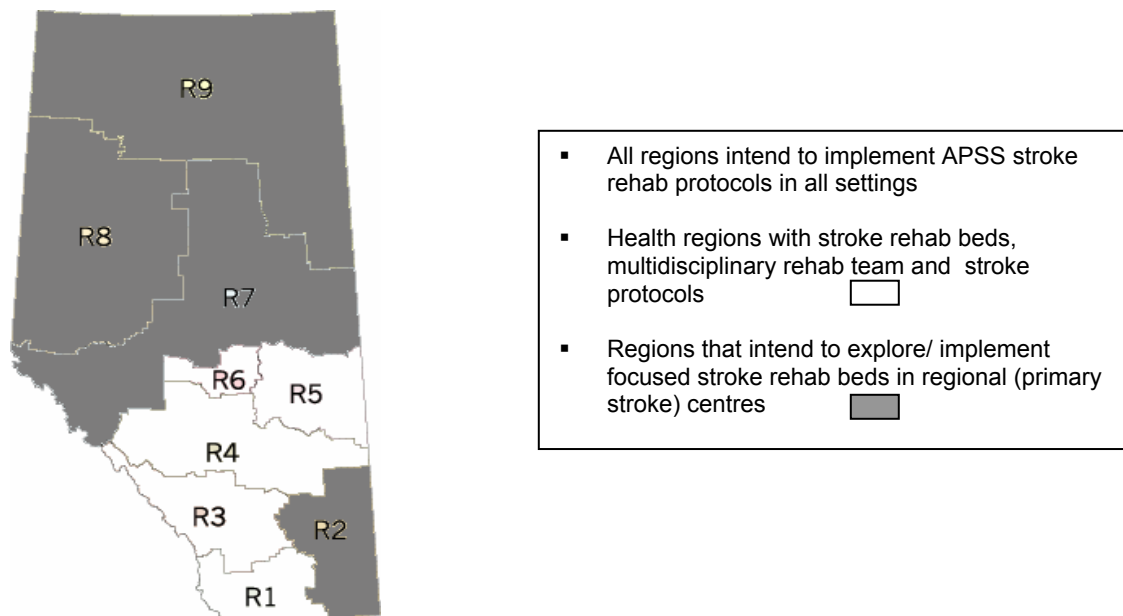 R9
R8
R7
R6
R5
R4
R3
R2
R1
▪ All regions intend to implement APSS stroke
rehab protocols in all settings
▪ Health regions with stroke rehab beds,
multidisciplinary rehab team and stroke
protocols
▪ Regions that intend to explore/ implement
focused stroke rehab beds in regional (primary
stroke) centres